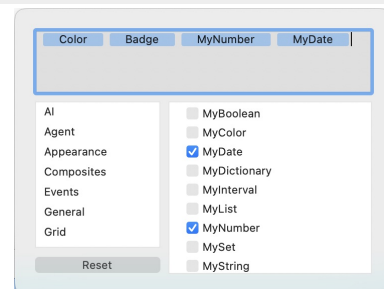 Color Badge MyNumber MyDate
AI
Agent
Appearance
Composites
Events
General
Grid
Reset
MyBoolean
MyColor
MyDate
MyDictionary
MyInterval
MyList
MyNumber
MySet
MyString